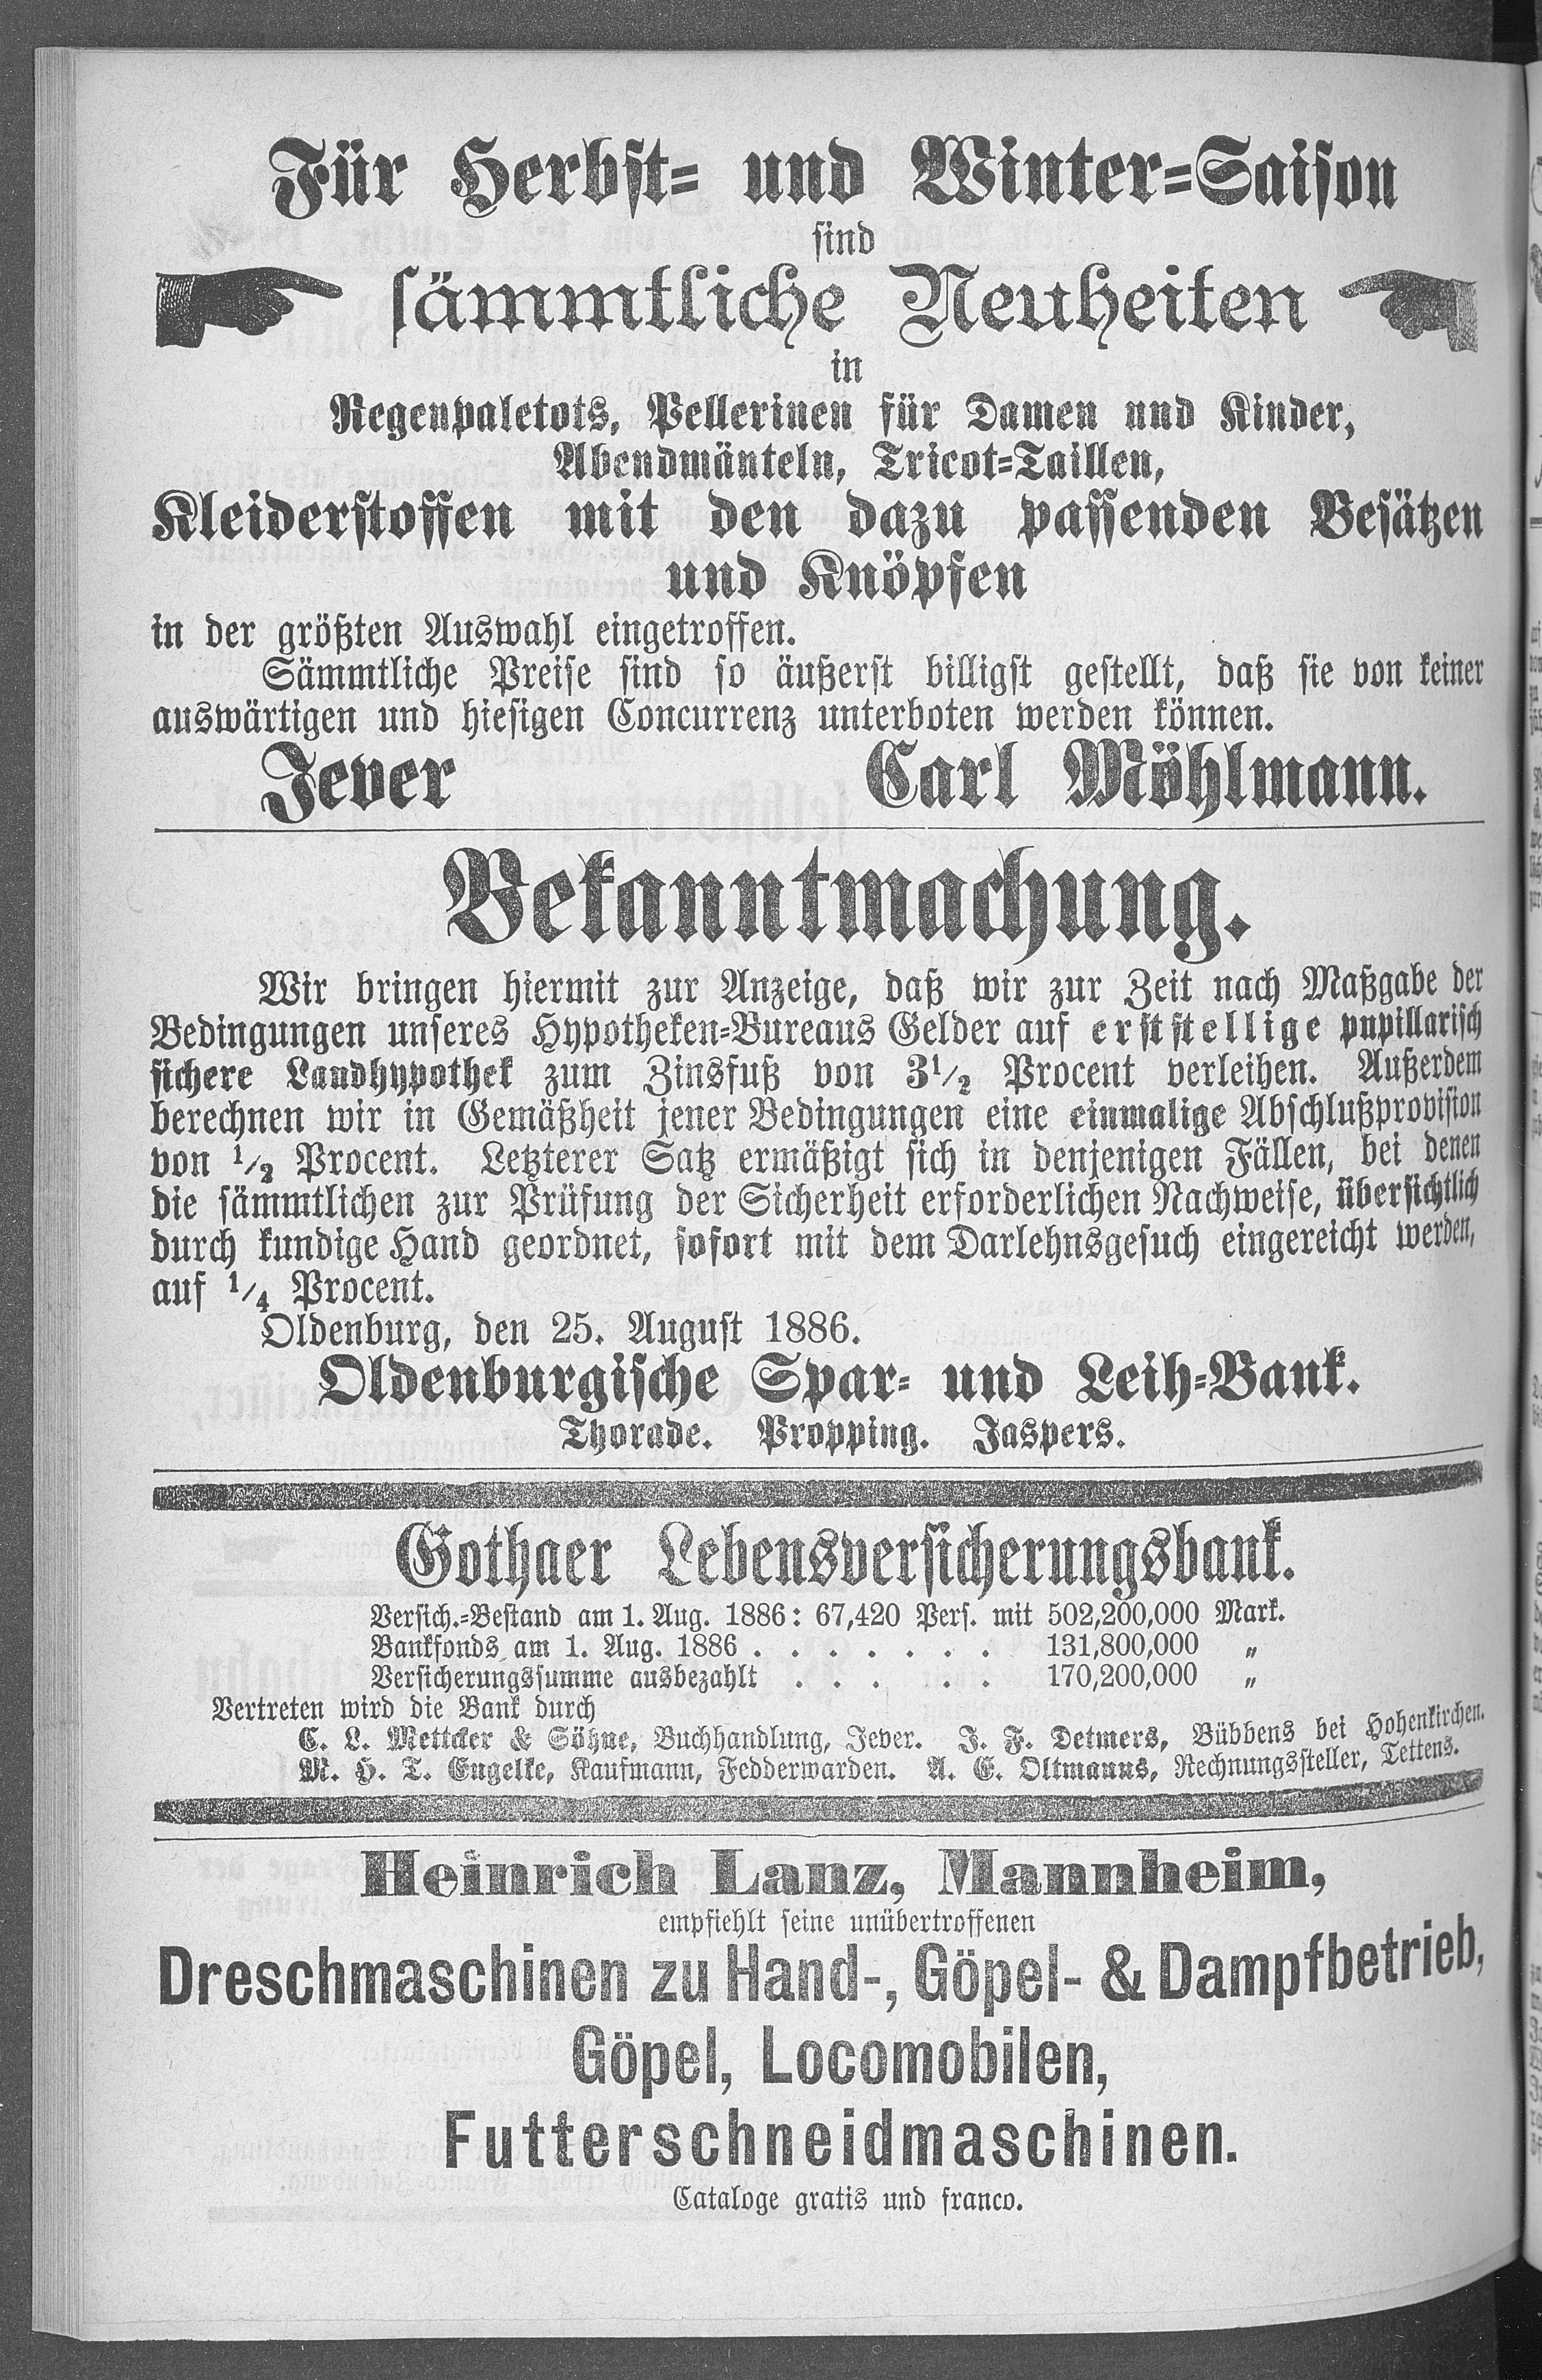 Für Herbst- und Winter-Saison
sind
sämmtliche Neuheiten
in
Regenpaletots, Pellerinen für Damen und Kinder,
Abendmänteln, Tricot-Taillen,
Kleiderstoffen mit den dazu passenden Besätzen
und Knöpfen
in der größten Auswahl eingetroffen.
Sämmtliche Preise sind so äußerst billigst gestellt, daß sie von keiner
auswärtigen und hiesigen Concurrenz unterboten werden können.
Jever Carl Möhlmann.
Bekanntmachung.
Wir bringen hiermit zur Anzeige, daß wir zur Zeit nach Maßgabe der
Bedingungen unseres Hypotheken-Bureaus Gelder auf erststellige pupillarisch
sichere Landhypothek zum Zinsfuß von 3 1/2 Procent verleihen. Außerdem
berechnen wir in Gemäßheit jener Bedingungen eine einmalige Abschlußprovision
von 1/2 Procent. Letzterer Satz ermäßigt sich in denjenigen Fällen, bei denen
die sämmtlichen zur Prüfung der Sicherheit erforderlichen Nachweise, übersichtlich
durch kundige Hand geordnet, sofort mit dem Darlehnsgesuch eingereicht werden,
auf 1/4 Procent.
Oldenburg, den 25. August 1886.
Oldenburgische Spar- und Leih-Bank.
Thorade. Propping. Jaspers.
Gothaer Lebensversicherungsbank.
Versich.-Bestand am 1. Aug. 1886: 67,420 Pers. mit 502,200,000 Mark.
Bankfonds am 1. Aug. 1886 . . . . . . . 131,800,000 "
Versicherungssumme ausbezahlt . . . . . 170,200,000 "
Vertreten wird die Bank durch
C. L. Mettcker & Söhne, Buchhandlung, Jever. J. F. Detmers, Bübbens bei Hohenkirchen.
M. H. T. Engelke, Kaufmann, Fedderwarden. A. E. Oltmanns, Rechnungssteller, Tettens.
Heinrich Lanz, Mannheim,
empfiehlt seine unübertroffenen
Dreschmaschinen zu Hand-, Göpel- & Dampfbetrieb,
Göpel, Locomobilen,
Futterschneidmaschinen.
Cataloge gratis und franco.